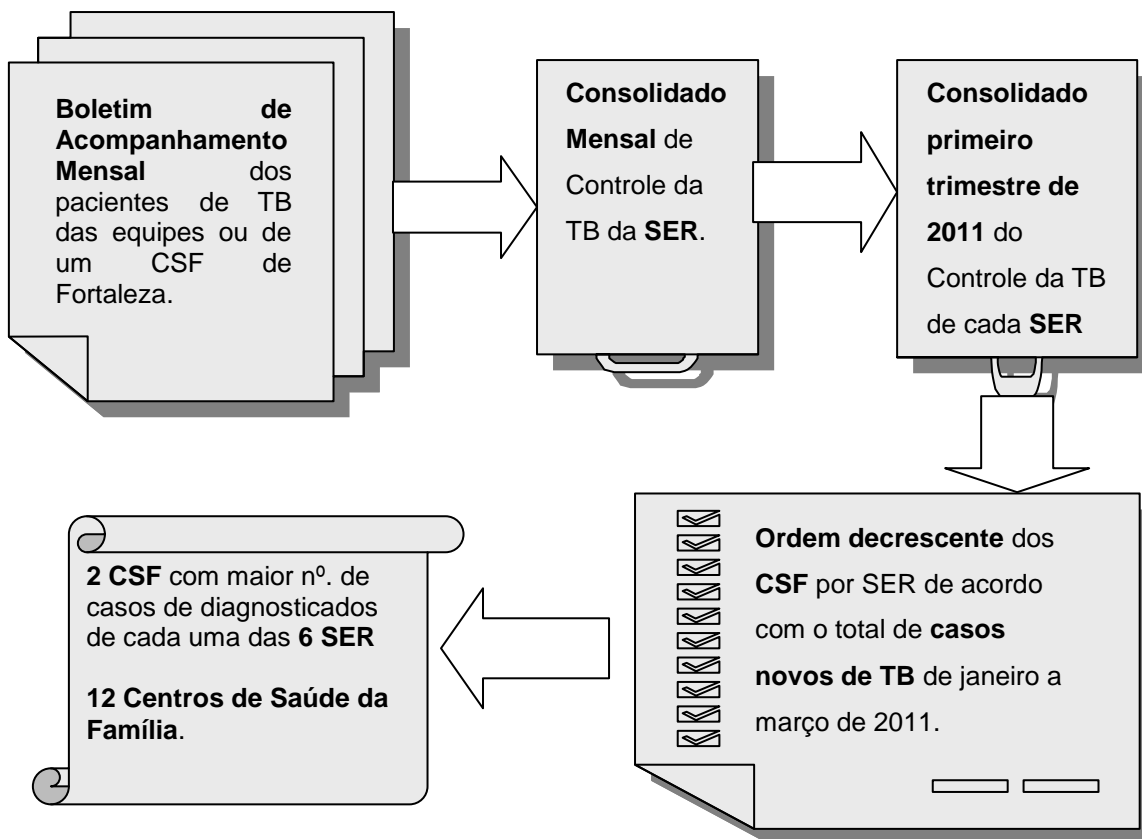 Boletim de
Acompanhamento
Mensal dos
pacientes de TB
das equipes ou de
um CSF de
Fortaleza.
Consolidado
Mensal de
Controle da
TB da SER.
Consolidado
primeiro
trimestre de
2011 do
Controle da TB
de cada SER
Ordem decrescente dos
CSF por SER de acordo
com o total de casos
novos de TB de janeiro a
março de 2011.
2 CSF com maior nº. de
casos de diagnosticados
de cada uma das 6 SER
12 Centros de Saúde da
Família.